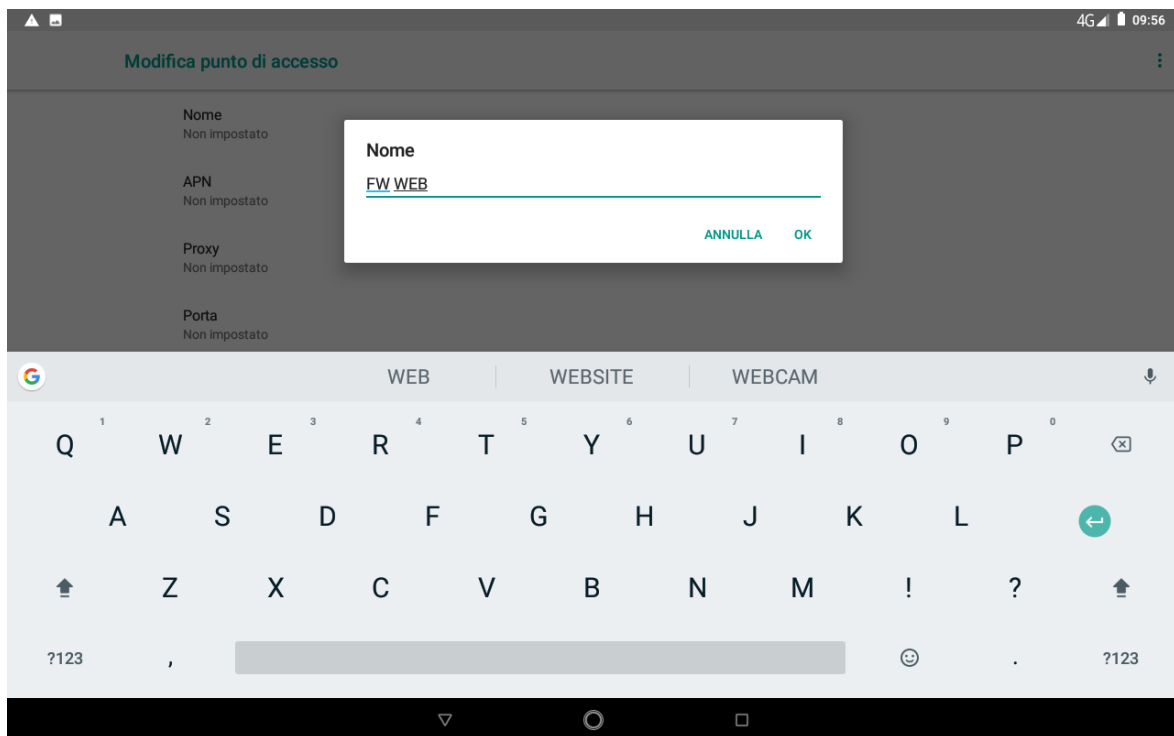 4G 09:56
Modifica punto di accesso
Nome
Non impostato
APN
Non impostato
Proxy
Non impostato
Porta
Non impostato
Nome
FW WEB
ANNULLA OK
G WEB WEBSITE WEBCAM
1 2 3 4 5 6 7 8 9 0
Q W E R T Y U I O P
A S D F G H J K L
Z X C V B N M ! ?
?123 , . ?123